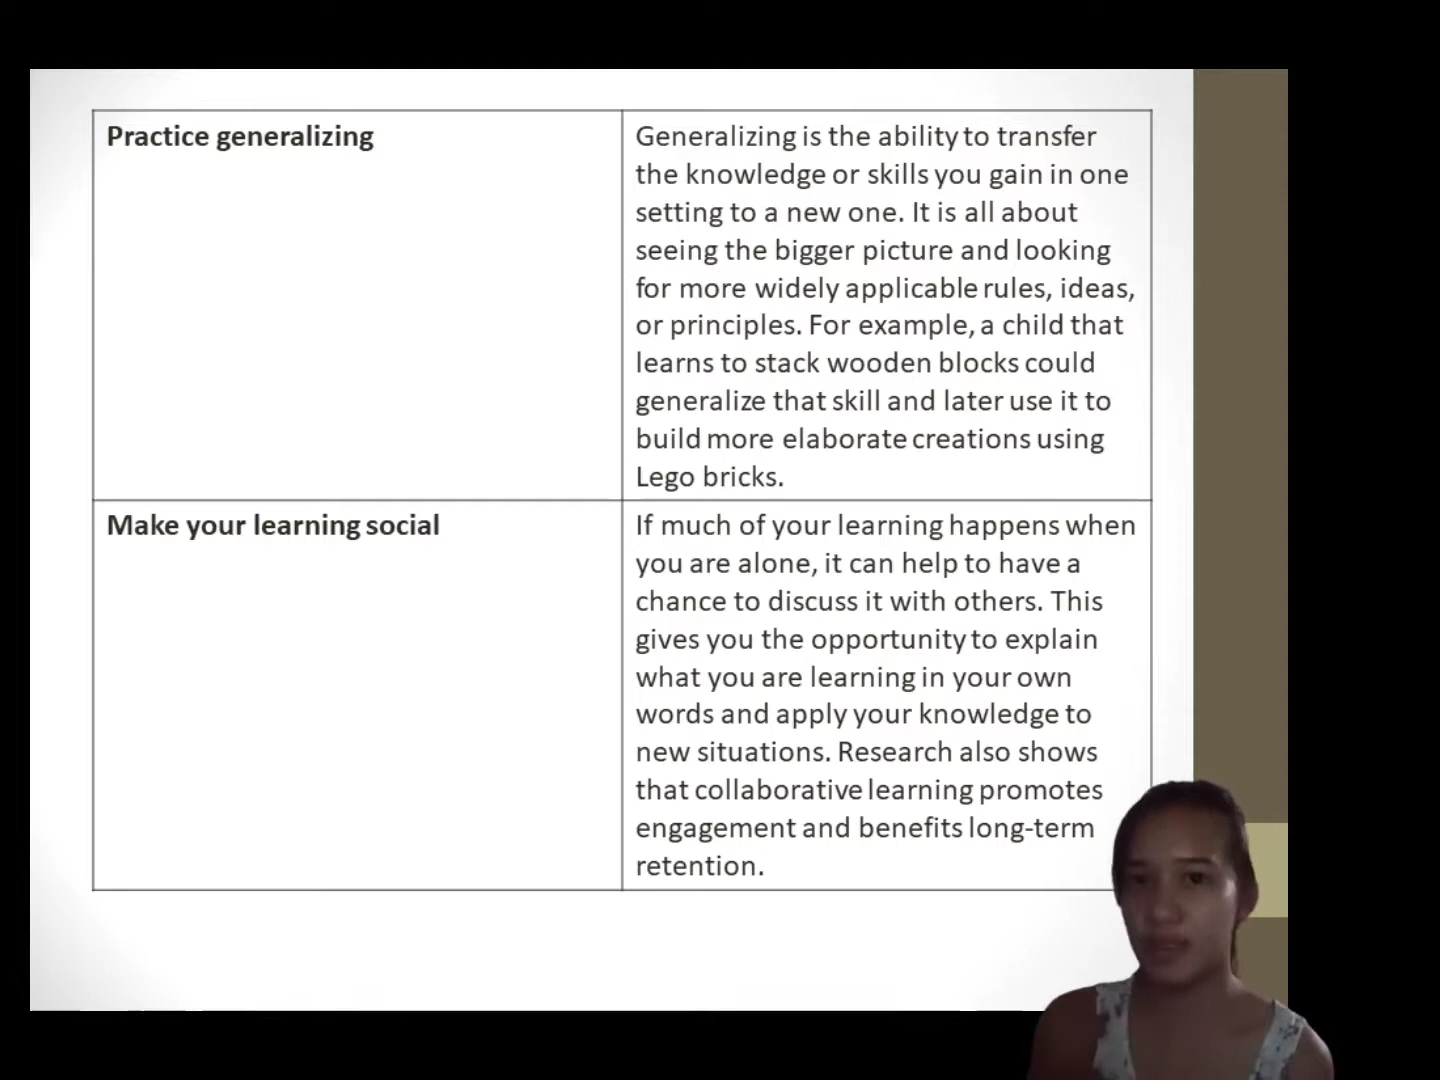 Practice generalizing
Generalizing is the ability to transfer
the knowledge or skills you gain in one
setting to a new one. It is all about
seeing the bigger picture and looking
for more widely applicable rules, ideas,
or principles. For example, a child that
learns to stack wooden blocks could
generalize that skill and later use it to
build more elaborate creations using
Lego bricks.
Make your learning social
If much of your learning happens when
you are alone, it can help to have a
chance to discuss it with others. This
gives you the opportunity to explain
what you are learning in your own
words and apply your knowledge to
new situations. Research also shows
that collaborative learning promotes
engagement and benefits long-term
retention.